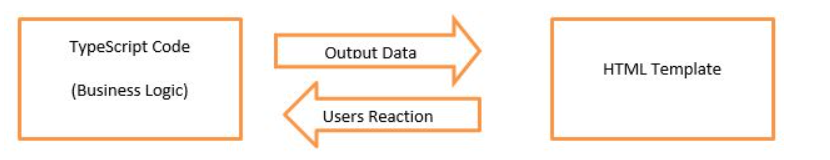 TypeScript Code
(Business Logic)
Output Data
Users Reaction
HTML Template